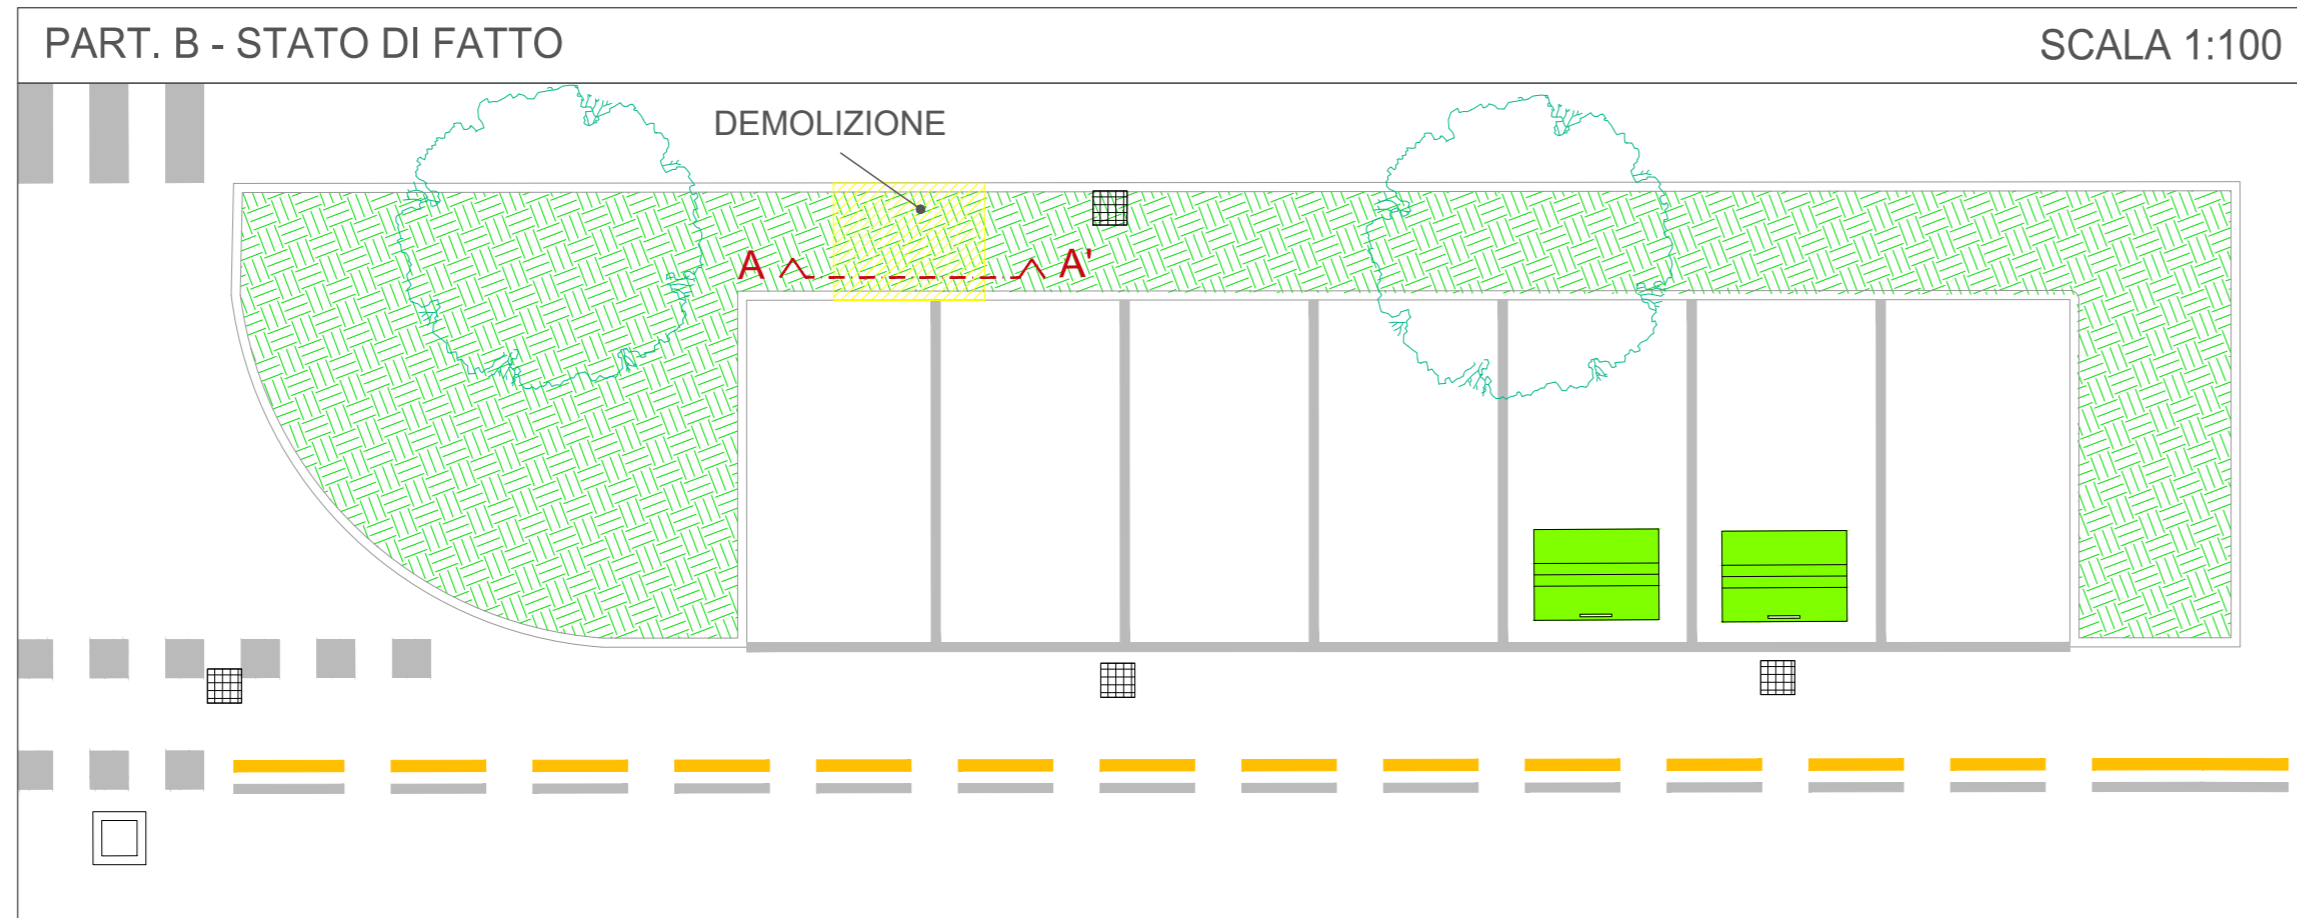 PART. B - STATO DI FATTO
SCALA 1:100
DEMOLIZIONE
A A'